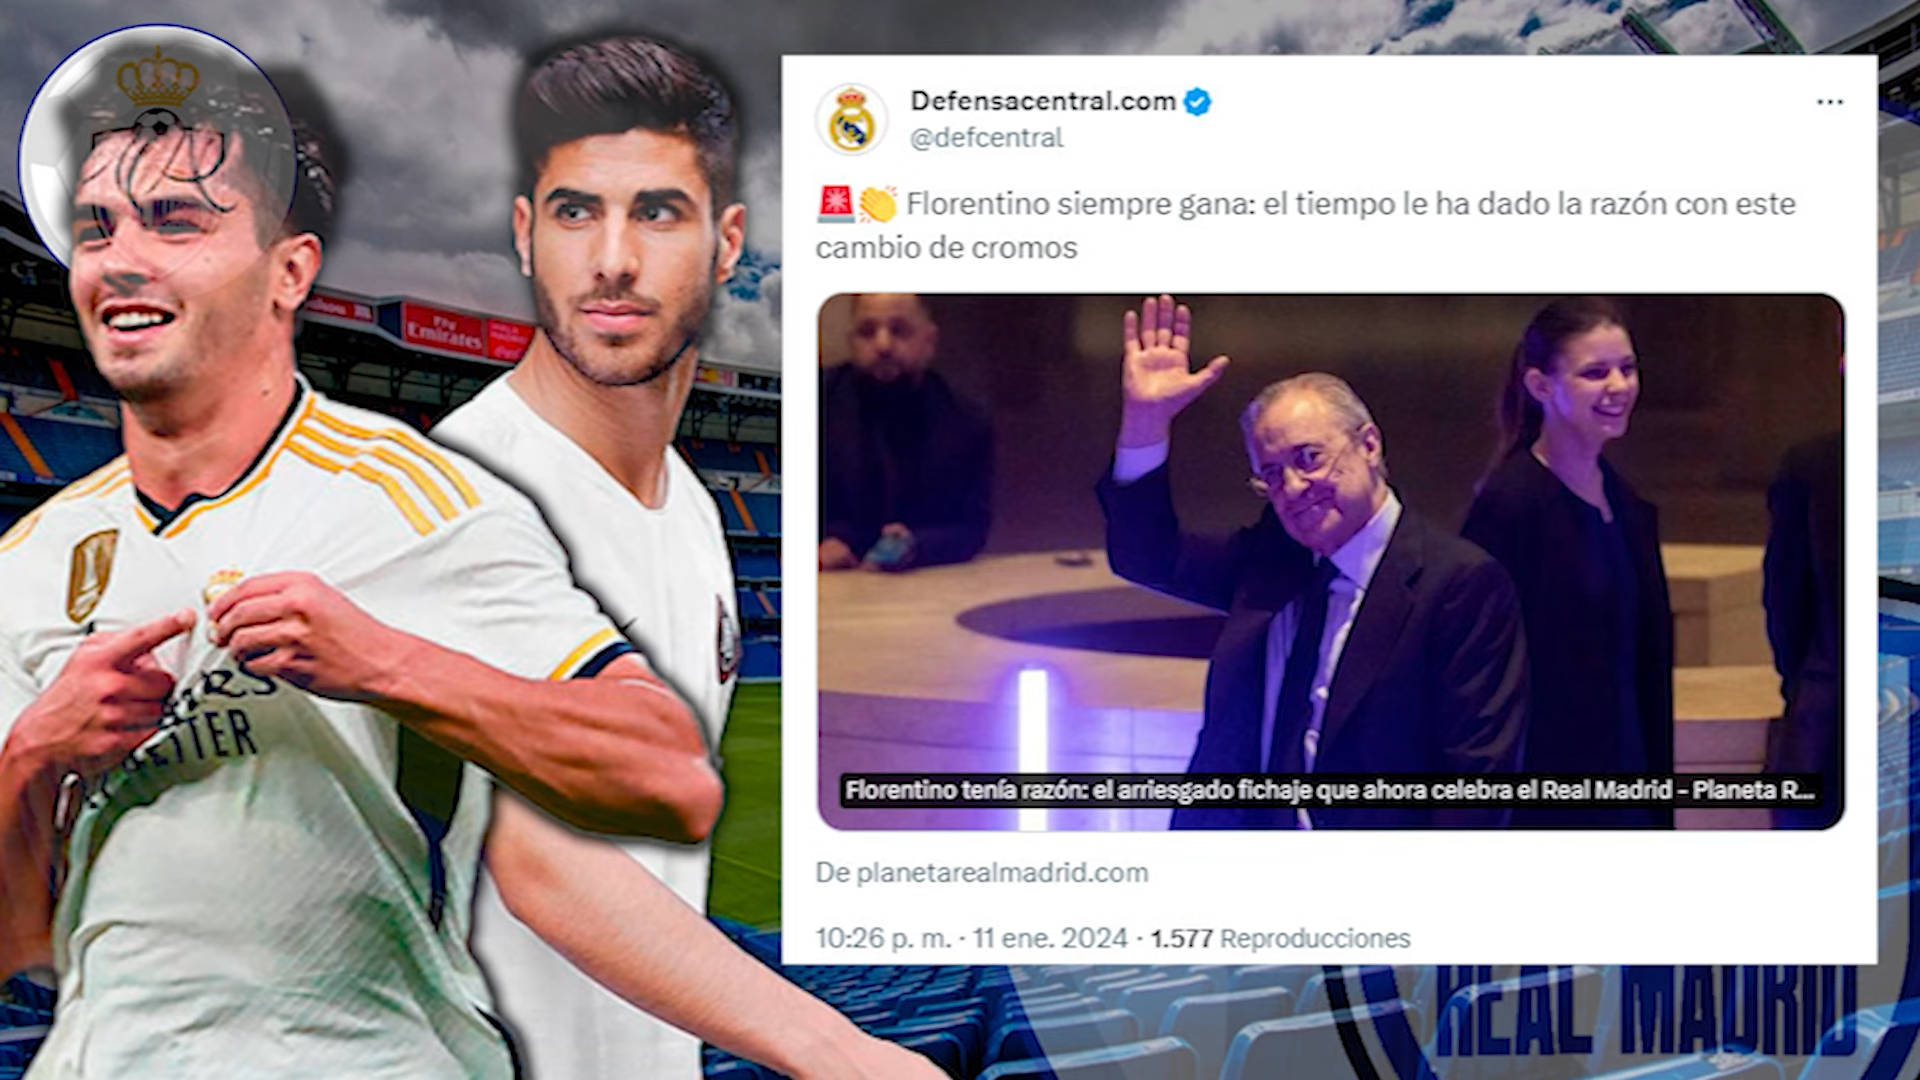 Defensacentral.com
@defcentral
🚨👏 Florentino siempre gana: el tiempo le ha dado la razón con este
cambio de cromos
Florentino tenía razón: el arriesgado fichaje que ahora celebra el Real Madrid - Planeta R...
De planetarealmadrid.com
10:26 p. m. · 11 ene. 2024 · 1.577 Reproducciones
Fly
Emirates
BETTER
REAL MADRID